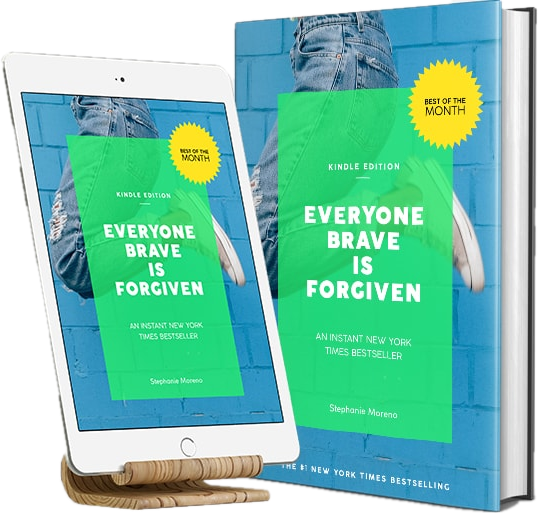 BEST OF THE
MONTH
KINDLE EDITION
EVERYONE
BRAVE
IS
FORGIVEN
AN INSTANT NEW YORK
TIMES BESTSELLER
Stephanie Moreno
BEST OF THE
MONTH
KINDLE EDITION
EVERYONE
BRAVE
IS
FORGIVEN
AN INSTANT NEW YORK
TIMES BESTSELLER
Stephanie Moreno
THE #1 NEW YORK TIMES BESTSELLING